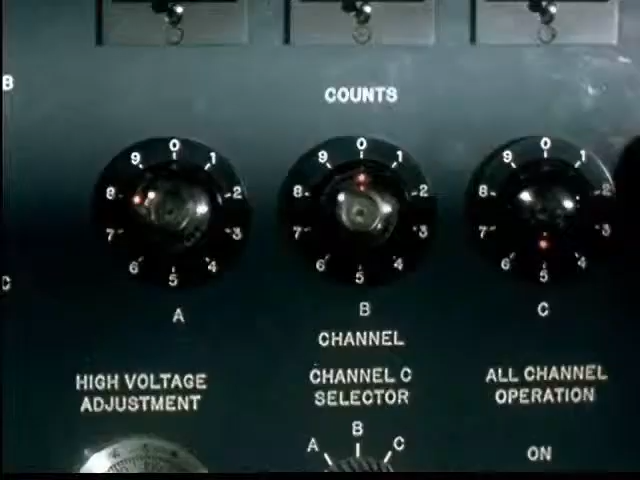 B
COUNTS
0 1 2 3 4 5 6 7 8 9
0 1 2 3 4 5 6 7 8 9
0 1 2 3 4 5 6 7 8 9
C
A B C
CHANNEL
HIGH VOLTAGE
ADJUSTMENT
CHANNEL C
SELECTOR
A B C
ALL CHANNEL
OPERATION
ON